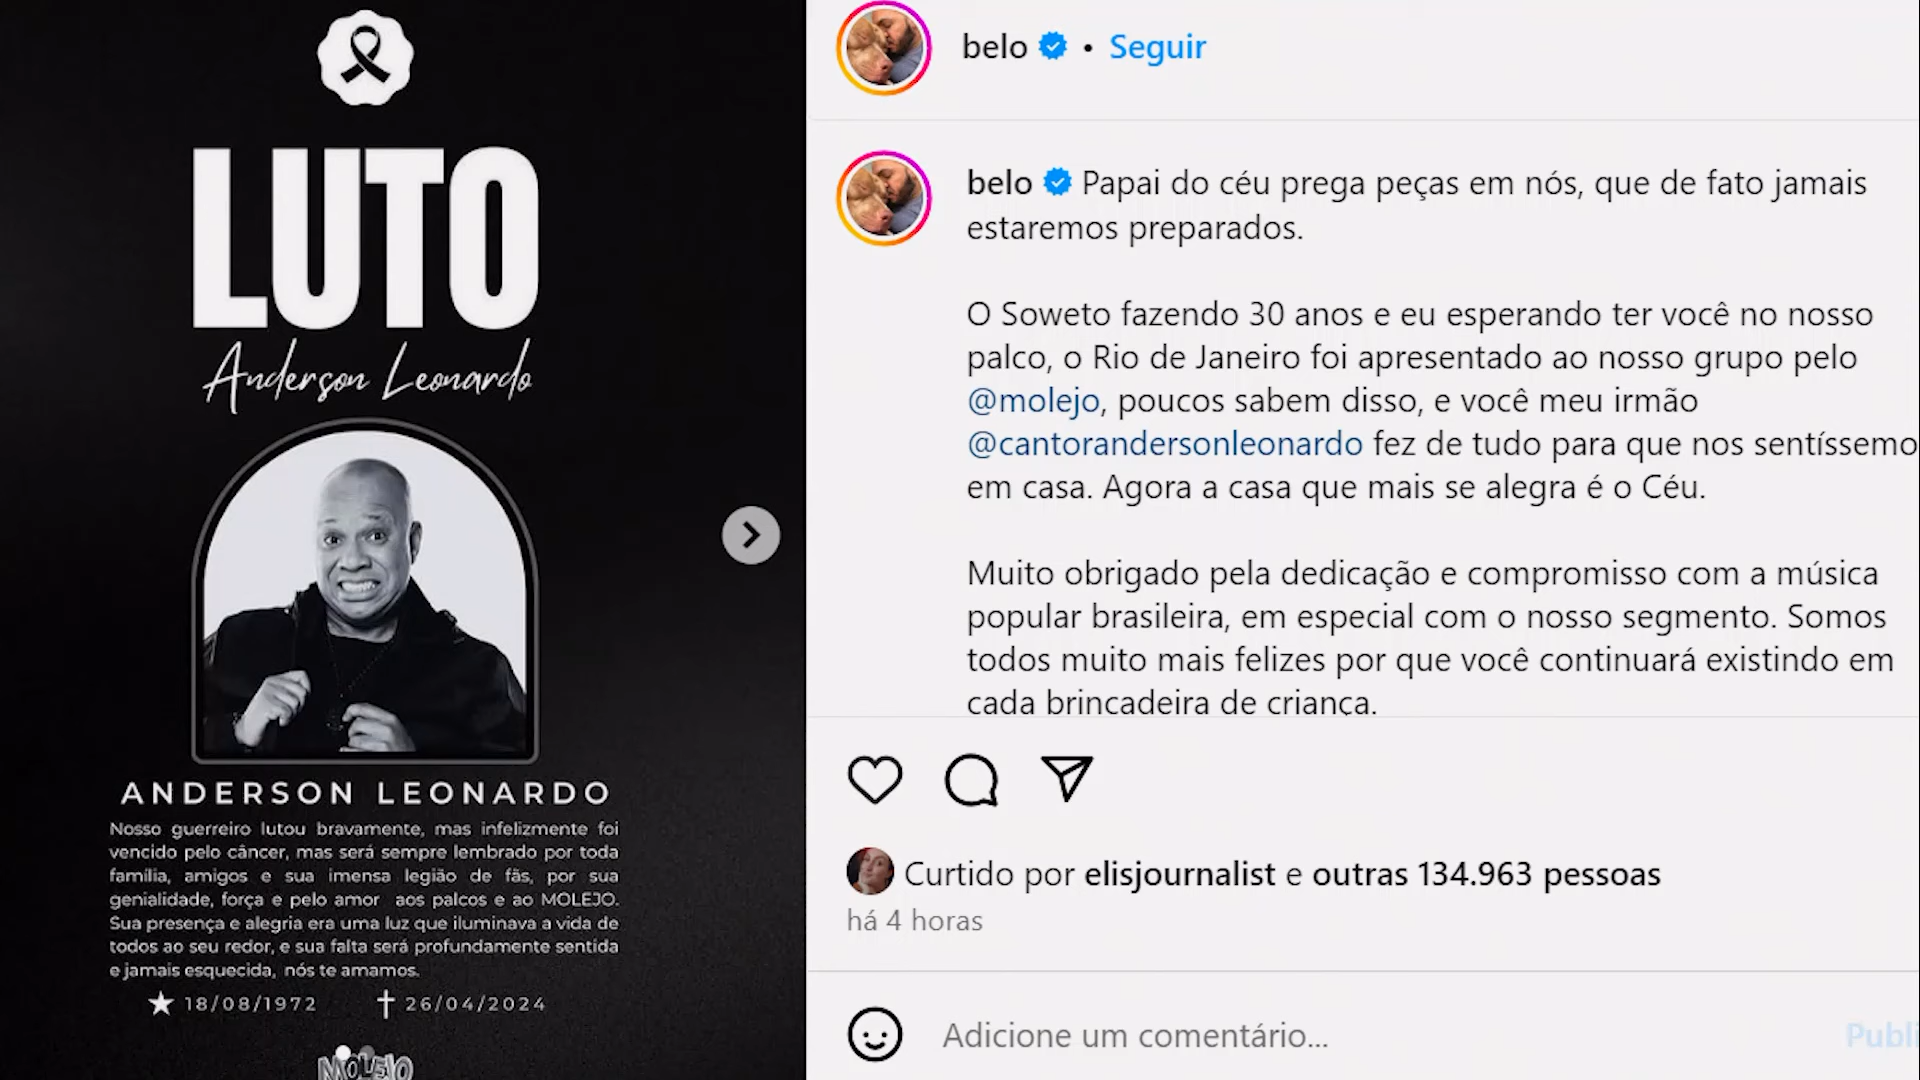 LUTO
Anderson Leonardo
ANDERSON LEONARDO
Nosso guerreiro lutou bravamente, mas infelizmente foi
vencido pelo câncer, mas será sempre lembrado por toda
família, amigos e sua imensa legião de fãs, por sua
genialidade, força e pelo amor aos palcos e ao MOLEJO.
Sua presença e alegria era uma luz que iluminava a vida de
todos ao seu redor, e sua falta será profundamente sentida
e jamais esquecida, nós te amamos.
18/08/1972 26/04/2024
MOLEJO
belo • Seguir
belo Papai do céu prega peças em nós, que de fato jamais
estaremos preparados.
O Soweto fazendo 30 anos e eu esperando ter você no nosso
palco, o Rio de Janeiro foi apresentado ao nosso grupo pelo
@molejo, poucos sabem disso, e você meu irmão
@cantorandersonleonardo fez de tudo para que nos sentíssemo
em casa. Agora a casa que mais se alegra é o Céu.
Muito obrigado pela dedicação e compromisso com a música
popular brasileira, em especial com o nosso segmento. Somos
todos muito mais felizes por que você continuará existindo em
cada brincadeira de criança.
Curtido por elisjournalist e outras 134.963 pessoas
há 4 horas
Adicione um comentário... Publi